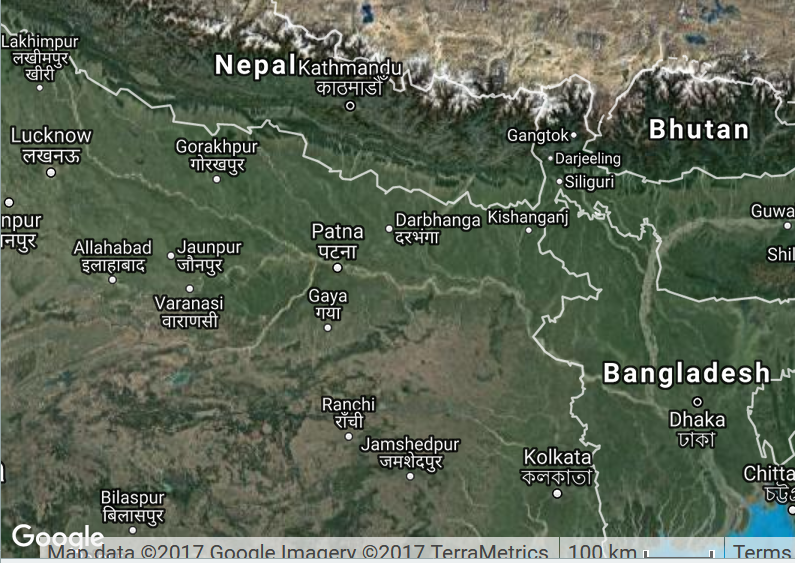 Lakhimpur
लखीमपुर
खीरी
Nepal
Kathmandu
काठमाडौँ
Lucknow
लखनऊ
Gorakhpur
गोरखपुर
Gangtok
Bhutan
Darjeeling
Siliguri
npur
नपुर
Allahabad
इलाहाबाद
Jaunpur
जौनपुर
Patna
पटना
Darbhanga
दरभंगा
Kishanganj
Guwa
Shil
Varanasi
वाराणसी
Gaya
गया
Bangladesh
Dhaka
ঢাকা
Ranchi
राँची
Jamshedpur
जमशेदपुर
Kolkata
কলকাতা
Chitta
চট্টগ্র
Bilaspur
बिलासपुर
Google
Map data ©2017 Google Imagery ©2017 TerraMetrics
100 km
Terms